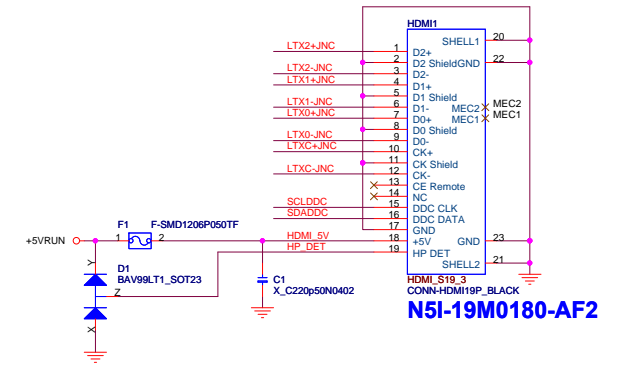 HDMI1
LTX2+JNC 1 D2+ SHELL1 20
2 D2 Shield GND 22
LTX2-JNC 3 D2-
LTX1+JNC 4 D1+
5 D1 Shield
LTX1-JNC 6 D1- MEC2 MEC2
LTX0+JNC 7 D0+ MEC1 MEC1
8 D0 Shield
LTX0-JNC 9 D0-
LTXC+JNC 10 CK+
11 CK Shield
LTXC-JNC 12 CK-
13 CE Remote
14 NC
SCLDDC 15 DDC CLK
SDADDC 16 DDC DATA
17 GND
+5VRUN 1 F1 F-SMD1206P050TF 2 HDMI_5V 18 +5V GND 23
HP_DET 19 HP DET
SHELL2 21
Y
D1
BAV99LT1_SOT23
Z
X
C1
X_C220p50N0402
HDMI_S19_3
CONN-HDMI19P_BLACK
N5I-19M0180-AF2